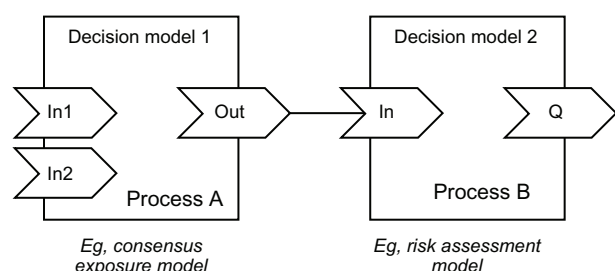 Decision model 1
Decision model 2
In1
Out
In
Q
In2
Process A
Process B
Eg, consensus
exposure model
Eg, risk assessment
model